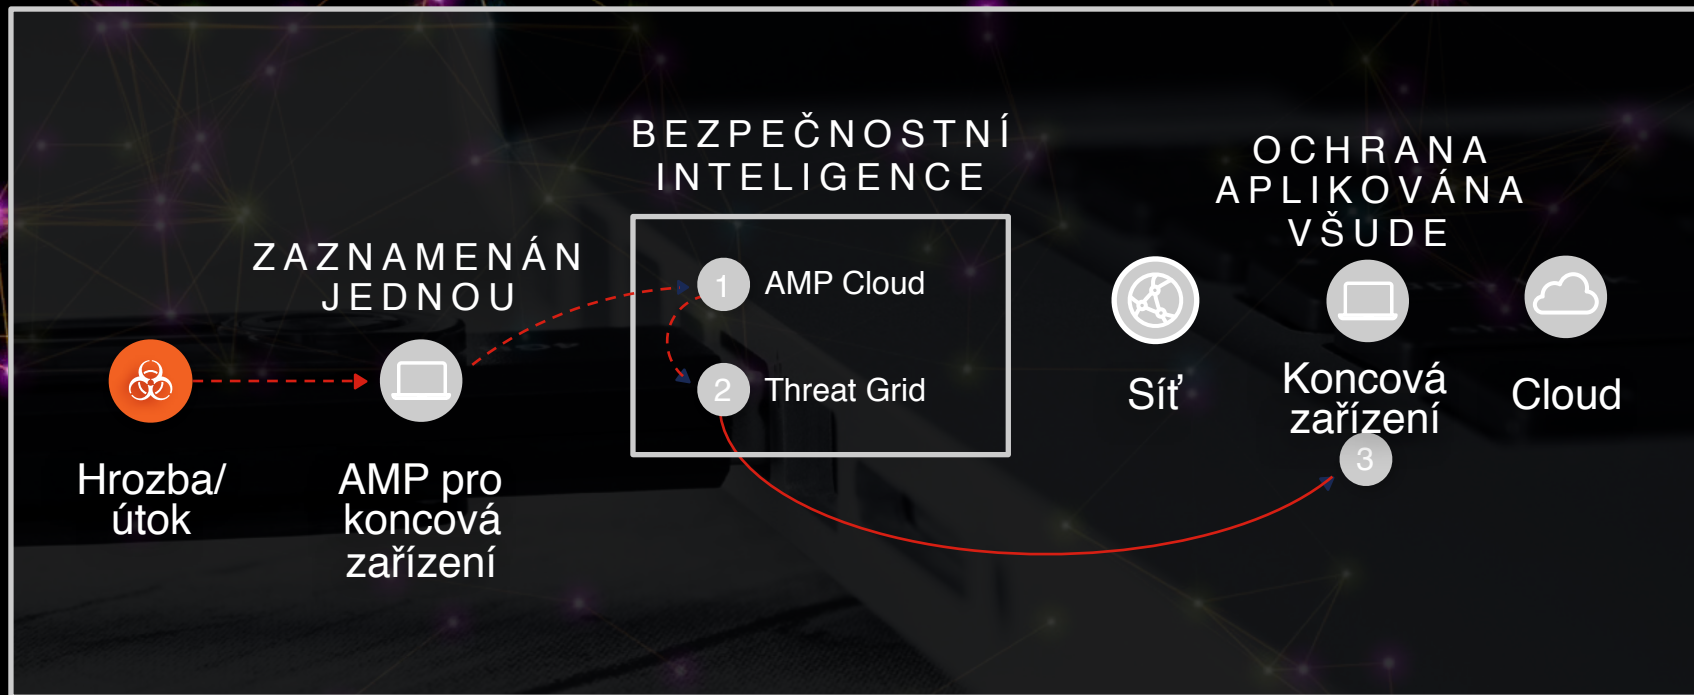 ZAZNAMENÁN
JEDNOU
Hrozba/
útok
AMP pro
koncová
zařízení
BEZPEČNOSTNÍ
INTELIGENCE
1 AMP Cloud
2 Threat Grid
OCHRANA
APLIKOVÁNA
VŠUDE
Síť
Koncová
zařízení
3
Cloud